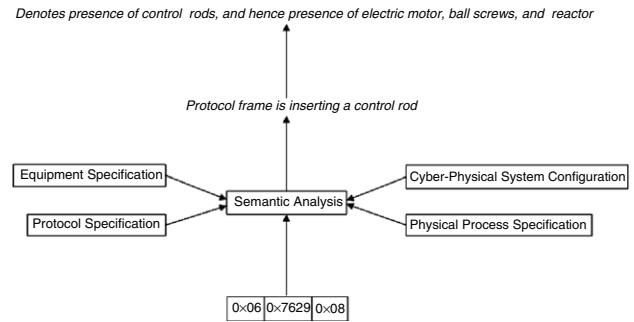 Denotes presence of control rods, and hence presence of electric motor, ball screws, and reactor
Protocol frame is inserting a control rod
Equipment Specification
Cyber-Physical System Configuration
Semantic Analysis
Protocol Specification
Physical Process Specification
0×06 0×7629 0×08